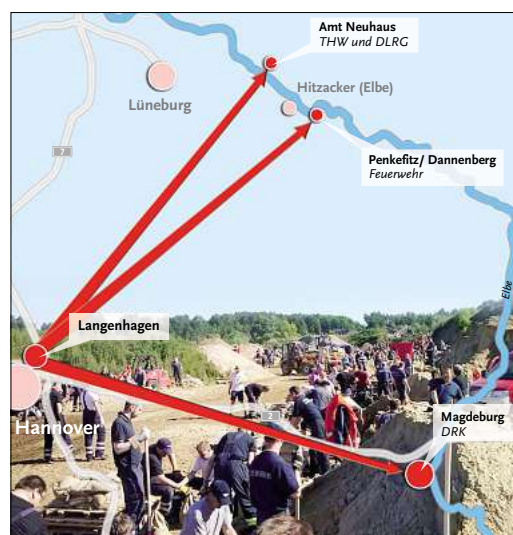 Amt Neuhaus
THW und DLRG
Hitzacker (Elbe)
Lüneburg
7
Penkefitz/ Dannenberg
Feuerwehr
Elbe
Langenhagen
Hannover
2
Magdeburg
DRK